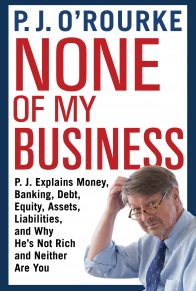 P. J. O'ROURKE
NONE
OF MY
BUSINESS
P. J. Explains Money,
Banking, Debt,
Equity, Assets,
Liabilities,
and Why
He's Not Rich
and Neither
Are You